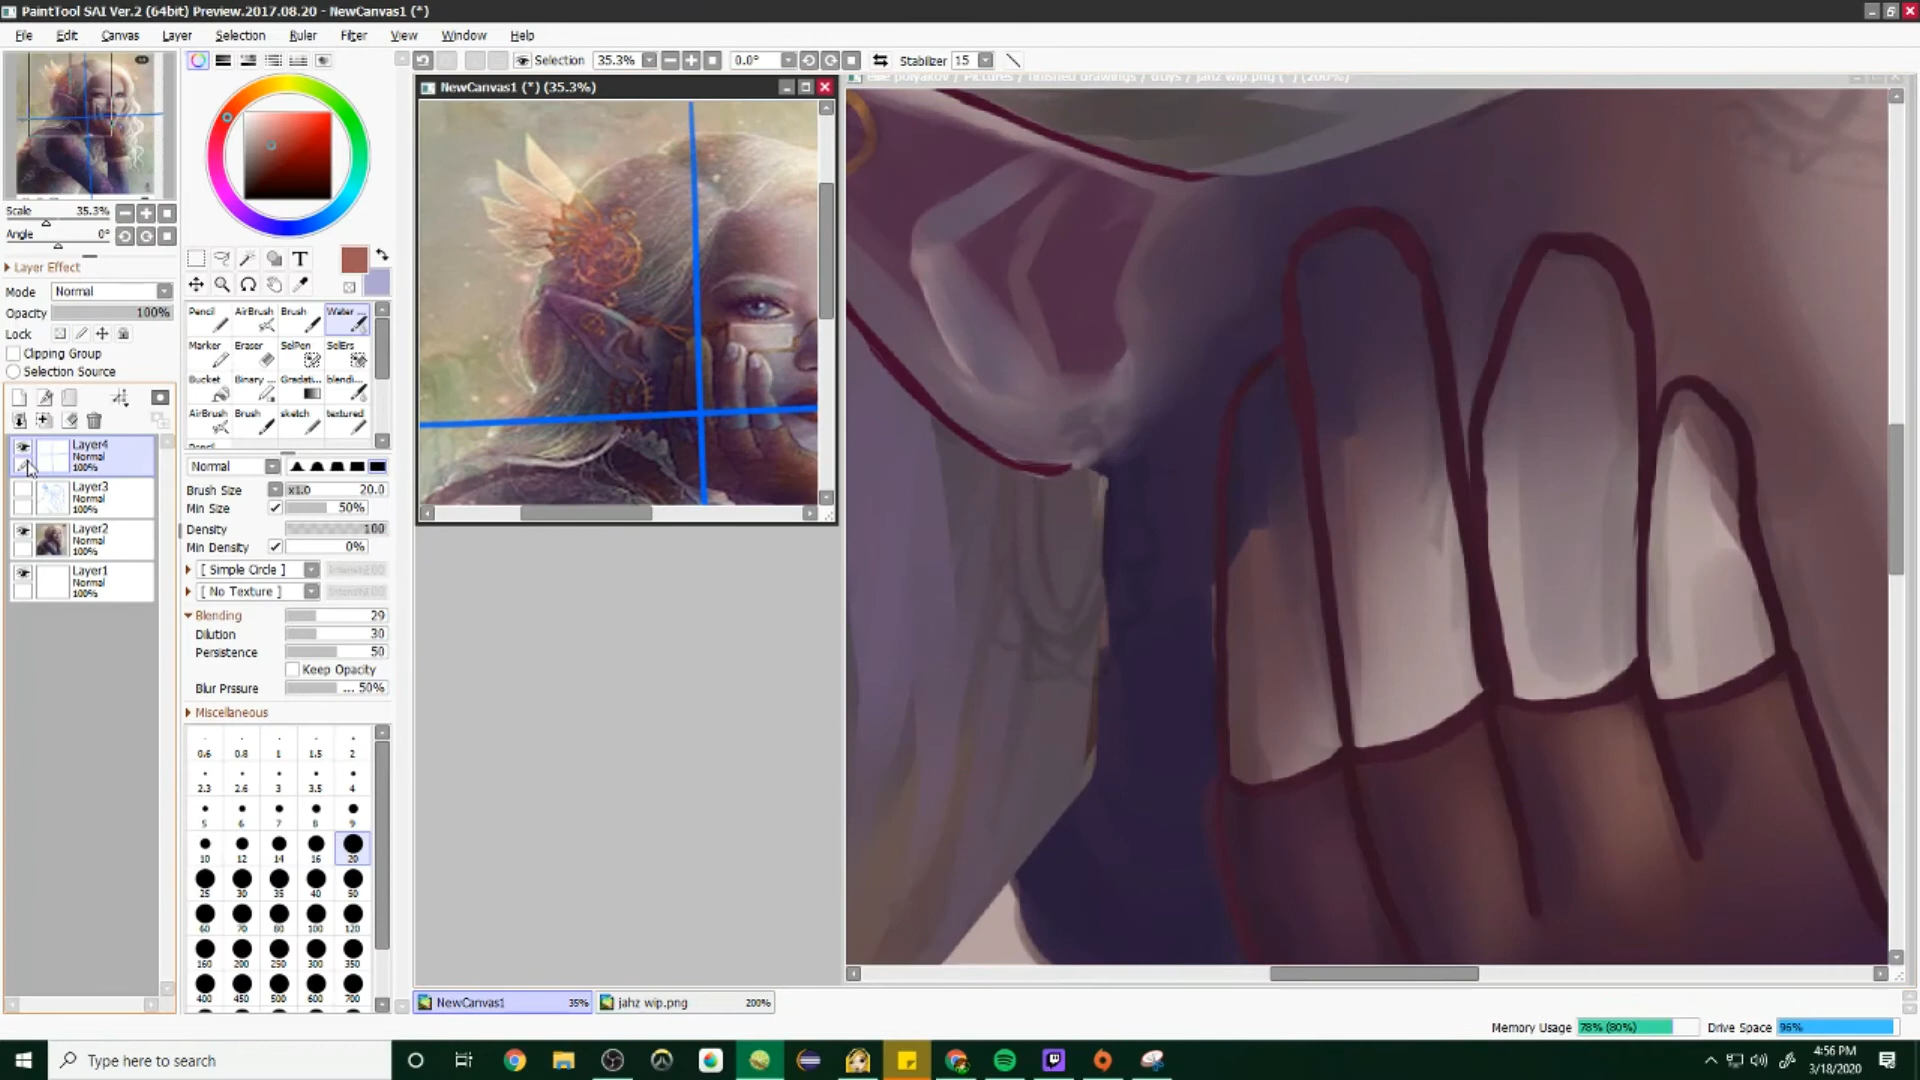 PaintTool SAI Ver.2 (64bit) Preview.2017.08.20 - NewCanvas1 (*)
File Edit Canvas Layer Selection Ruler Filter View Window Help
Selection 35.3% 0.0° Stabilizer 15
NewCanvas1 (*) (35.3%)
/ Pictures / finished drawings / / jahz wip.png (*) (200%)
Scale 35.3%
Angle 0°
Layer Effect
Mode Normal
Opacity 100%
Lock
Clipping Group
Selection Source
Layer4
Normal
100%
Layer3
Normal
100%
Layer2
Normal
100%
Layer1
Normal
100%
T
Pencil AirBrush Brush Water ...
Marker Eraser SelPen SelErs
Bucket Binary ... Gradati... blendi...
AirBrush Brush sketch textured
Pencil
Normal
Brush Size x1.0 20.0
Min Size 50%
Density 100
Min Density 0%
[ Simple Circle ]
[ No Texture ]
Blending 29
Dilution 30
Persistence 50
Keep Opacity
Blur Prssure ... 50%
Miscellaneous
0.6 0.8 1 1.5 2
2.3 2.6 3 3.5 4
5 6 7 8 9
10 12 14 16 20
25 30 35 40 50
60 70 80 100 120
160 200 250 300 350
400 450 500 600 700
NewCanvas1 35% jahz wip.png 200%
Memory Usage 78% (80%) Drive Space 96%
Type here to search
4:56 PM
3/18/2020